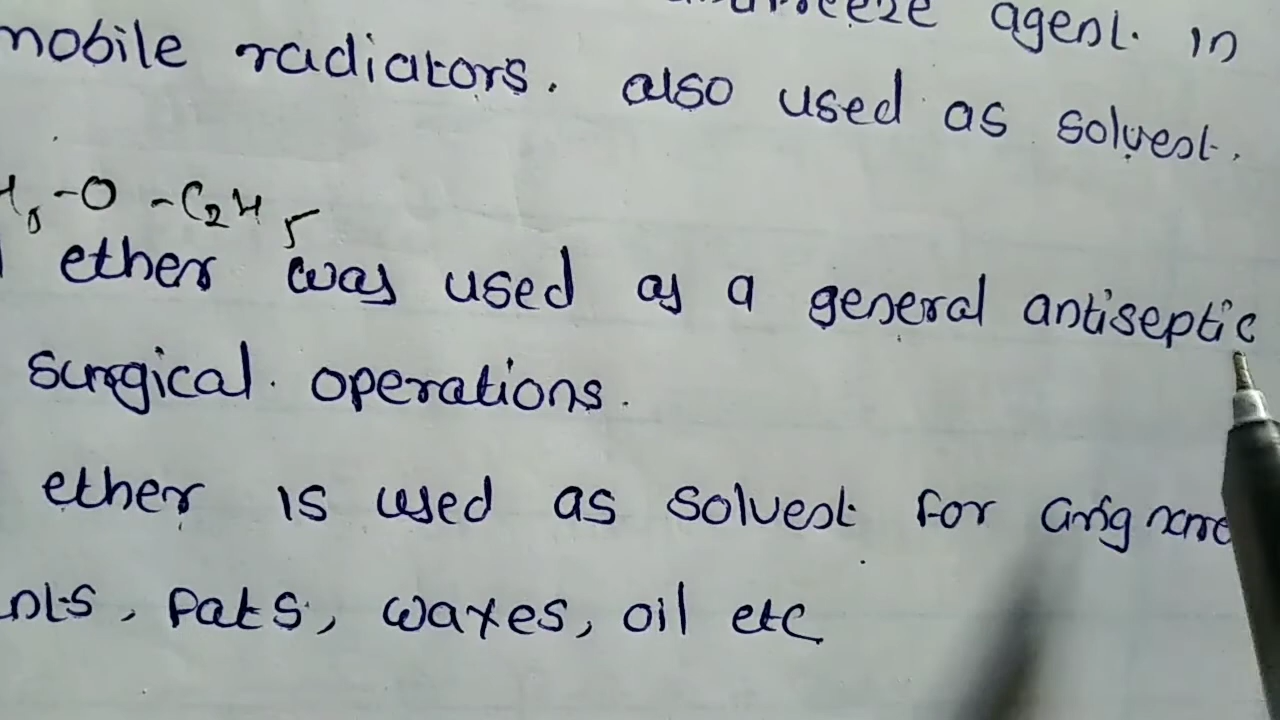 agent. in
mobile radiators. also used as solvent.
-O-C2H5
ether was used as a general antiseptic
surgical operations.
ether is used as solvent for
Pats, waxes, oil etc